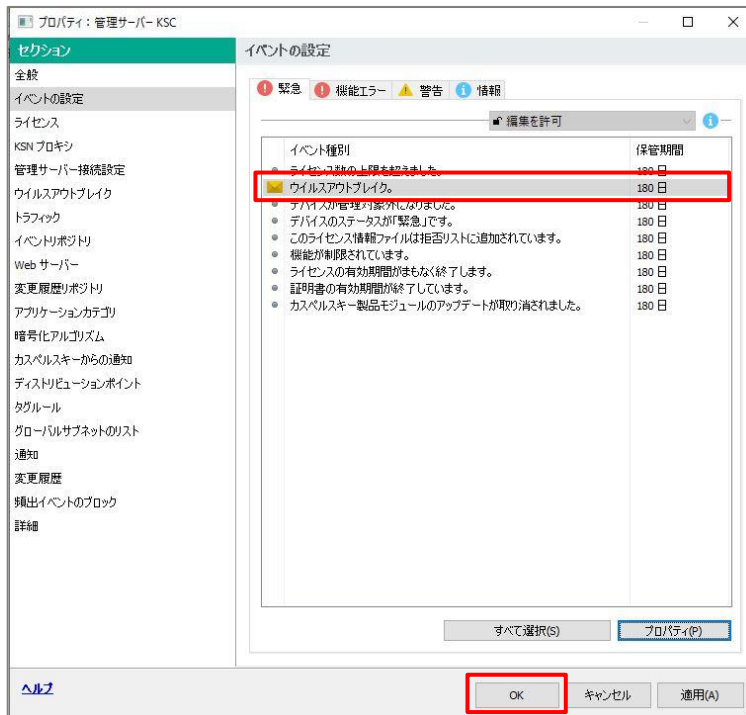 プロパティ：管理サーバー KSC
セクション
全般
イベントの設定
ライセンス
KSN プロキシ
管理サーバー接続設定
ウイルスアウトブレイク
トラフィック
イベントリポジトリ
Web サーバー
変更履歴リポジトリ
アプリケーションカテゴリ
暗号化アルゴリズム
カスペルスキーからの通知
ディストリビューションポイント
タグルール
グローバルサブネットのリスト
通知
変更履歴
頻出イベントのブロック
詳細
イベントの設定
緊急 機能エラー 警告 情報
編集を許可
イベント種別 保管期間
ライセンス数の上限を超えました。 180 日
ウイルスアウトブレイク。 180 日
デバイスが管理対象外になりました。 180 日
デバイスのステータスが「緊急」です。 180 日
このライセンス情報ファイルは拒否リストに追加されています。 180 日
機能が制限されています。 180 日
ライセンスの有効期間がまもなく終了します。 180 日
証明書の有効期間が終了しています。 180 日
カスペルスキー製品モジュールのアップデートが取り消されました。 180 日
すべて選択(S) プロパティ(P)
ヘルプ
OK キャンセル 適用(A)